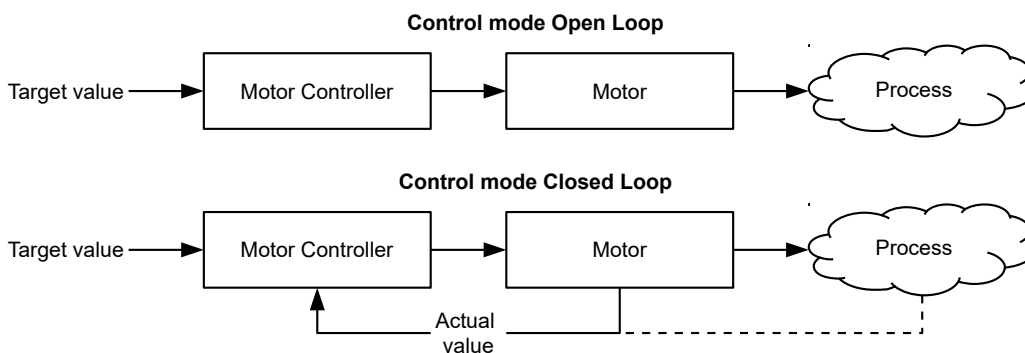 Control mode Open Loop
Target value
Motor Controller
Motor
Process
Control mode Closed Loop
Target value
Motor Controller
Motor
Process
Actual
value